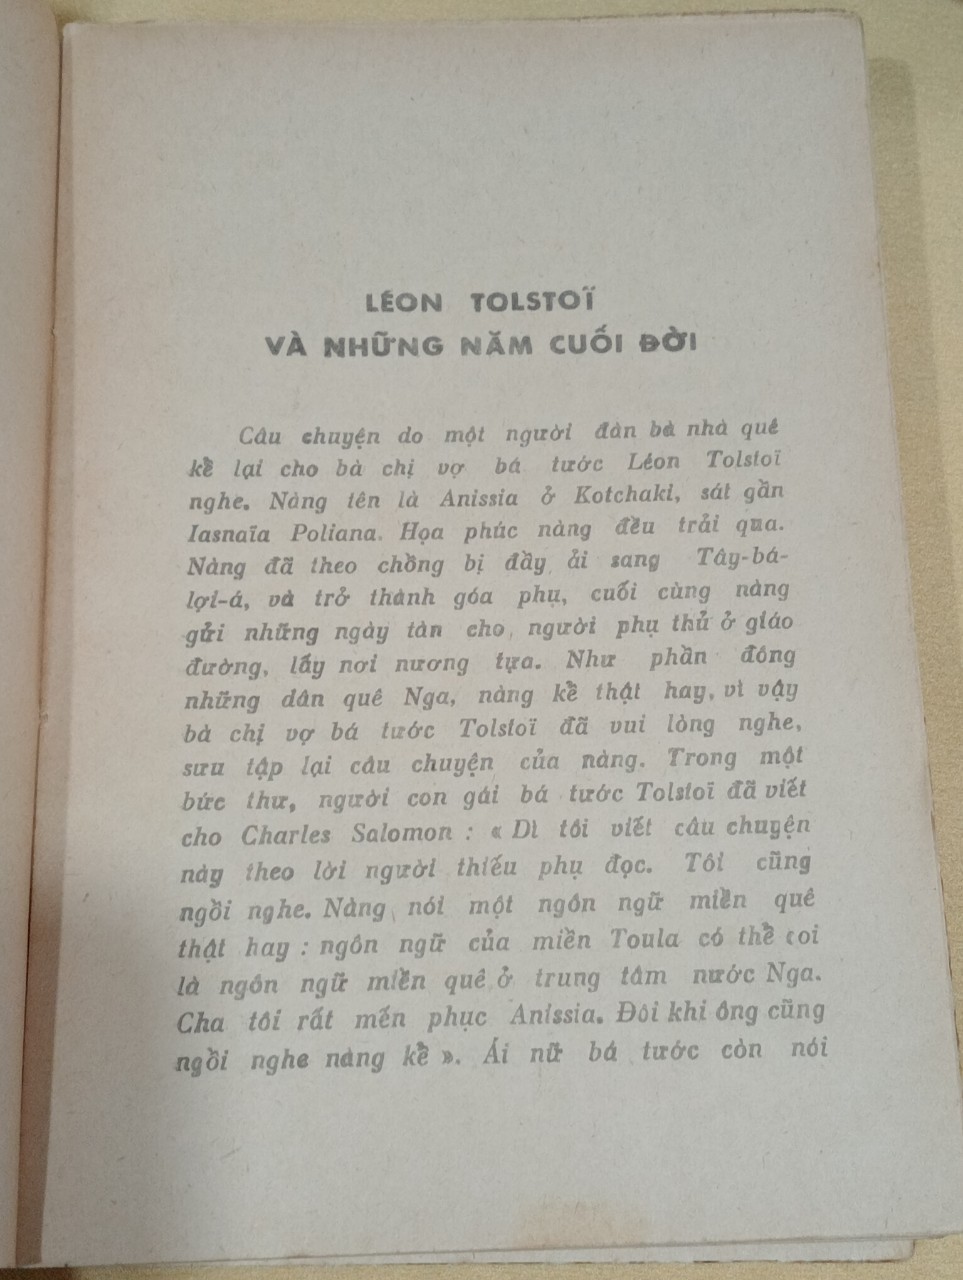 LÉON TOLSTOÏ
VÀ NHỮNG NĂM CUỐI ĐỜI
Câu chuyện do một người đàn bà nhà quê
kể lại cho bà chị vợ bá tước Léon Tolstoï
nghe. Nàng tên là Anissia ở Kotchaki, sát gần
Iasnaïa Poliana. Họa phúc nàng đều trải qua.
Nàng đã theo chồng bị đầy ải sang Tây-bá-
lợi-á, và trở thành góa phụ, cuối cùng nàng
gửi những ngày tàn cho người phụ thủ ở giáo
đường, lấy nơi nương tựa. Như phần đông
những dân quê Nga, nàng kể thật hay, vì vậy
bà chị vợ bá tước Tolstoï đã vui lòng nghe,
sưu tập lại câu chuyện của nàng. Trong một
bức thư, người con gái bá tước Tolstoï đã viết
cho Charles Salomon : « Dì tôi viết câu chuyện
này theo lời người thiếu phụ đọc. Tôi cũng
ngồi nghe. Nàng nói một ngôn ngữ miền quê
thật hay : ngôn ngữ của miền Toula có thể coi
là ngôn ngữ miền quê ở trung tâm nước Nga.
Cha tôi rất mến phục Anissia. Đôi khi ông cũng
ngồi nghe nàng kể ». Ái nữ bá tước còn nói